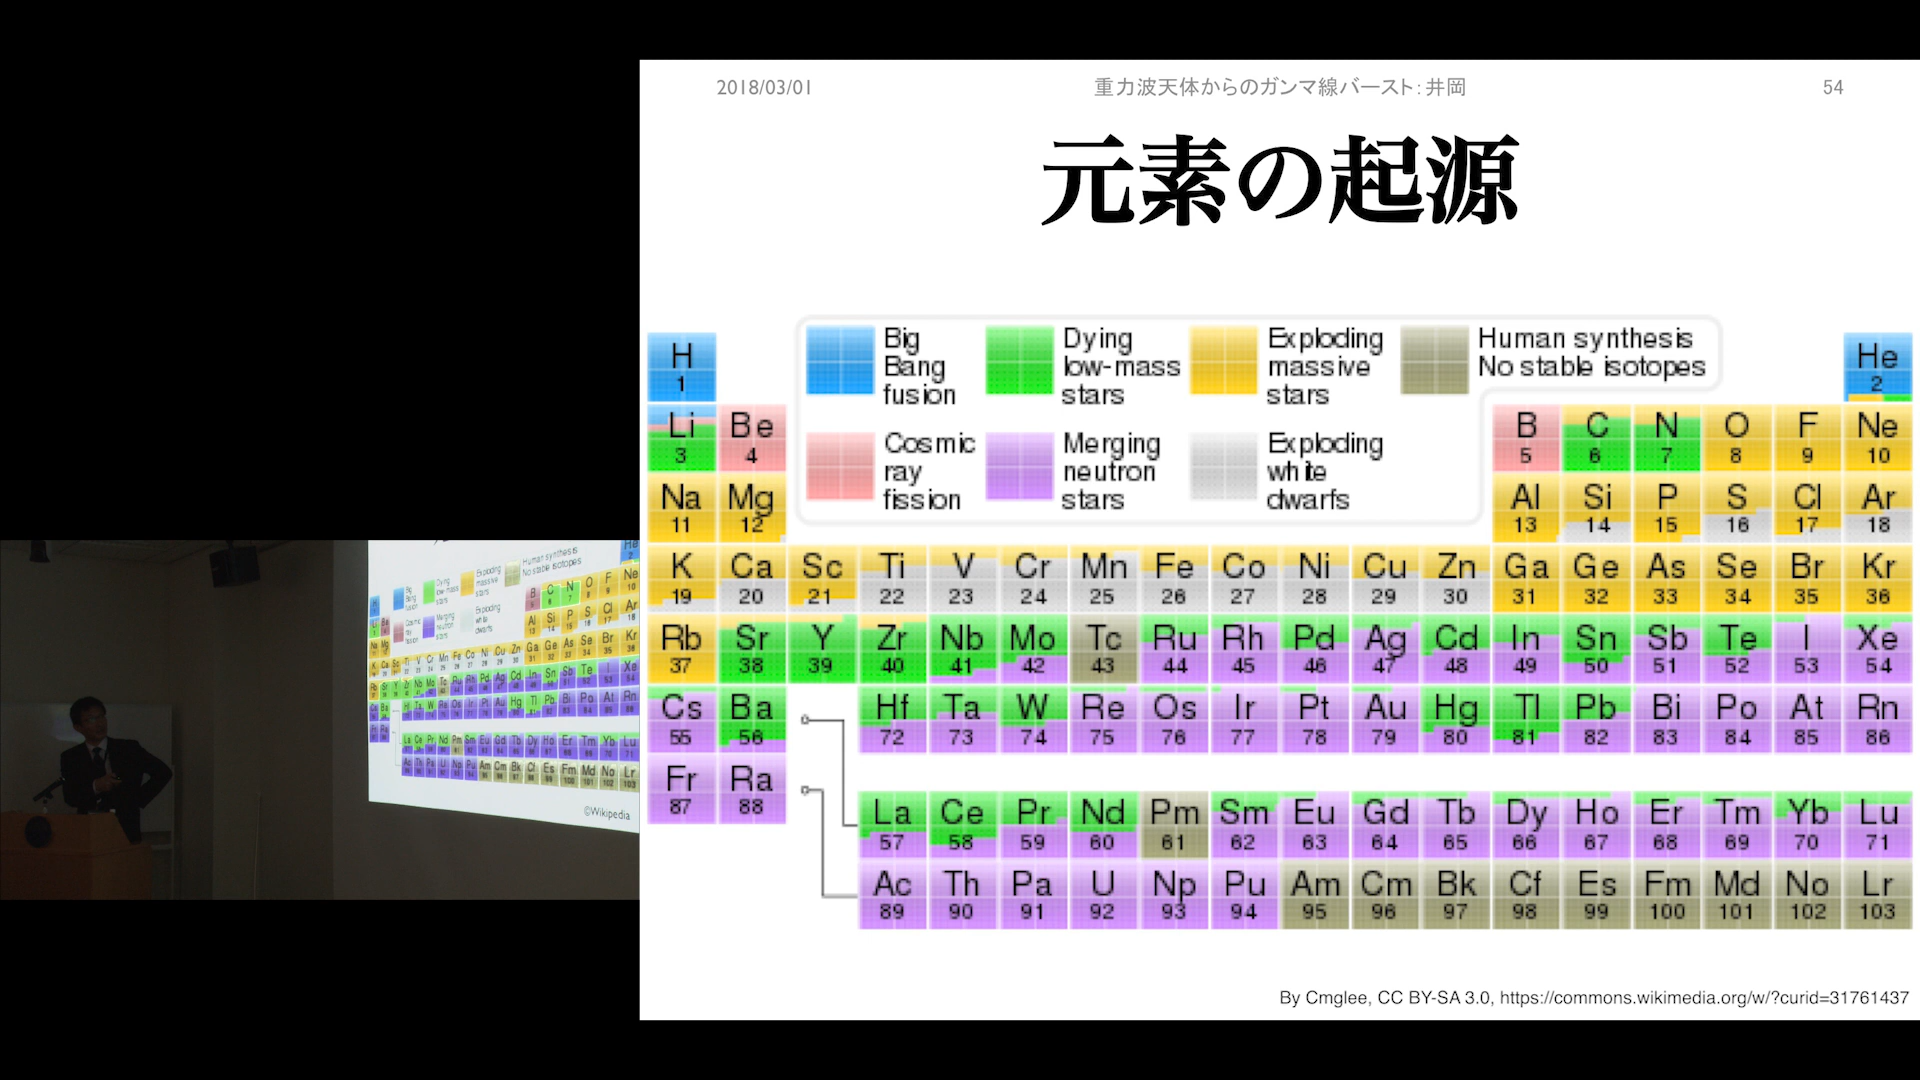 2018/03/01
重力波天体からのガンマ線バースト: 井岡
54
元素の起源
Big Bang fusion
Dying low-mass stars
Exploding massive stars
Human synthesis
No stable isotopes
Cosmic ray fission
Merging neutron stars
Exploding white dwarfs
H 1 He 2
Li 3 Be 4 B 5 C 6 N 7 O 8 F 9 Ne 10
Na 11 Mg 12 Al 13 Si 14 P 15 S 16 Cl 17 Ar 18
K 19 Ca 20 Sc 21 Ti 22 V 23 Cr 24 Mn 25 Fe 26 Co 27 Ni 28 Cu 29 Zn 30 Ga 31 Ge 32 As 33 Se 34 Br 35 Kr 36
Rb 37 Sr 38 Y 39 Zr 40 Nb 41 Mo 42 Tc 43 Ru 44 Rh 45 Pd 46 Ag 47 Cd 48 In 49 Sn 50 Sb 51 Te 52 I 53 Xe 54
Cs 55 Ba 56 Hf 72 Ta 73 W 74 Re 75 Os 76 Ir 77 Pt 78 Au 79 Hg 80 Tl 81 Pb 82 Bi 83 Po 84 At 85 Rn 86
Fr 87 Ra 88
La 57 Ce 58 Pr 59 Nd 60 Pm 61 Sm 62 Eu 63 Gd 64 Tb 65 Dy 66 Ho 67 Er 68 Tm 69 Yb 70 Lu 71
Ac 89 Th 90 Pa 91 U 92 Np 93 Pu 94 Am 95 Cm 96 Bk 97 Cf 98 Es 99 Fm 100 Md 101 No 102 Lr 103
By Cmglee, CC BY-SA 3.0, https://commons.wikimedia.org/w/?curid=31761437
©Wikipedia